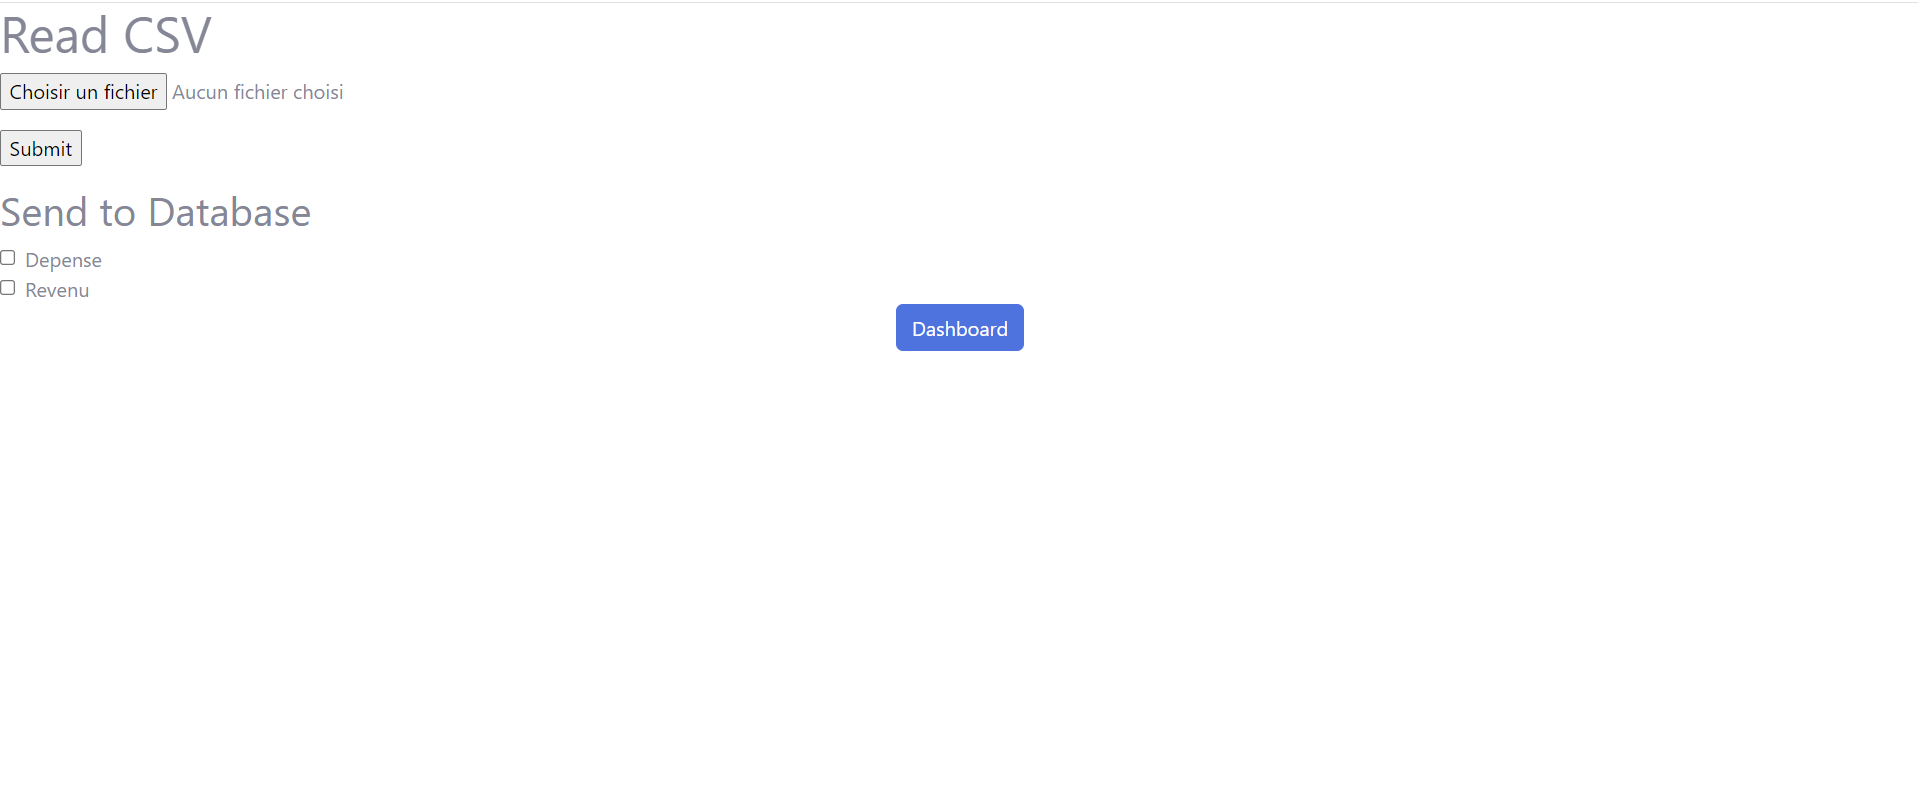 Read CSV
Choisir un fichier Aucun fichier choisi
Submit
Send to Database
Depense
Revenu
Dashboard